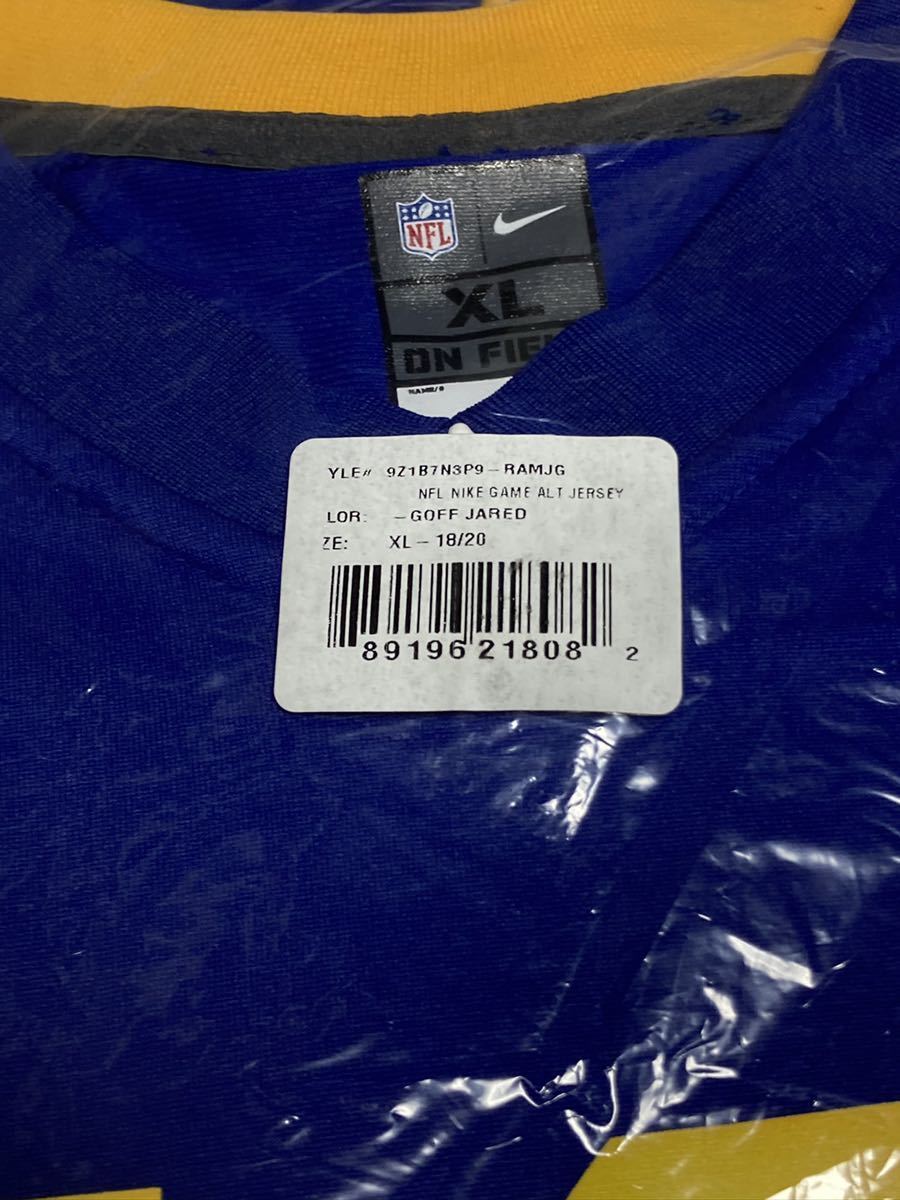 NFL
XL
ON FIE
NAME/#
YLE# 9Z1B7N3P9-RAMJG
NFL NIKE GAME ALT JERSEY
LOR: -GOFF JARED
ZE: XL-18/20
89196 21808 2